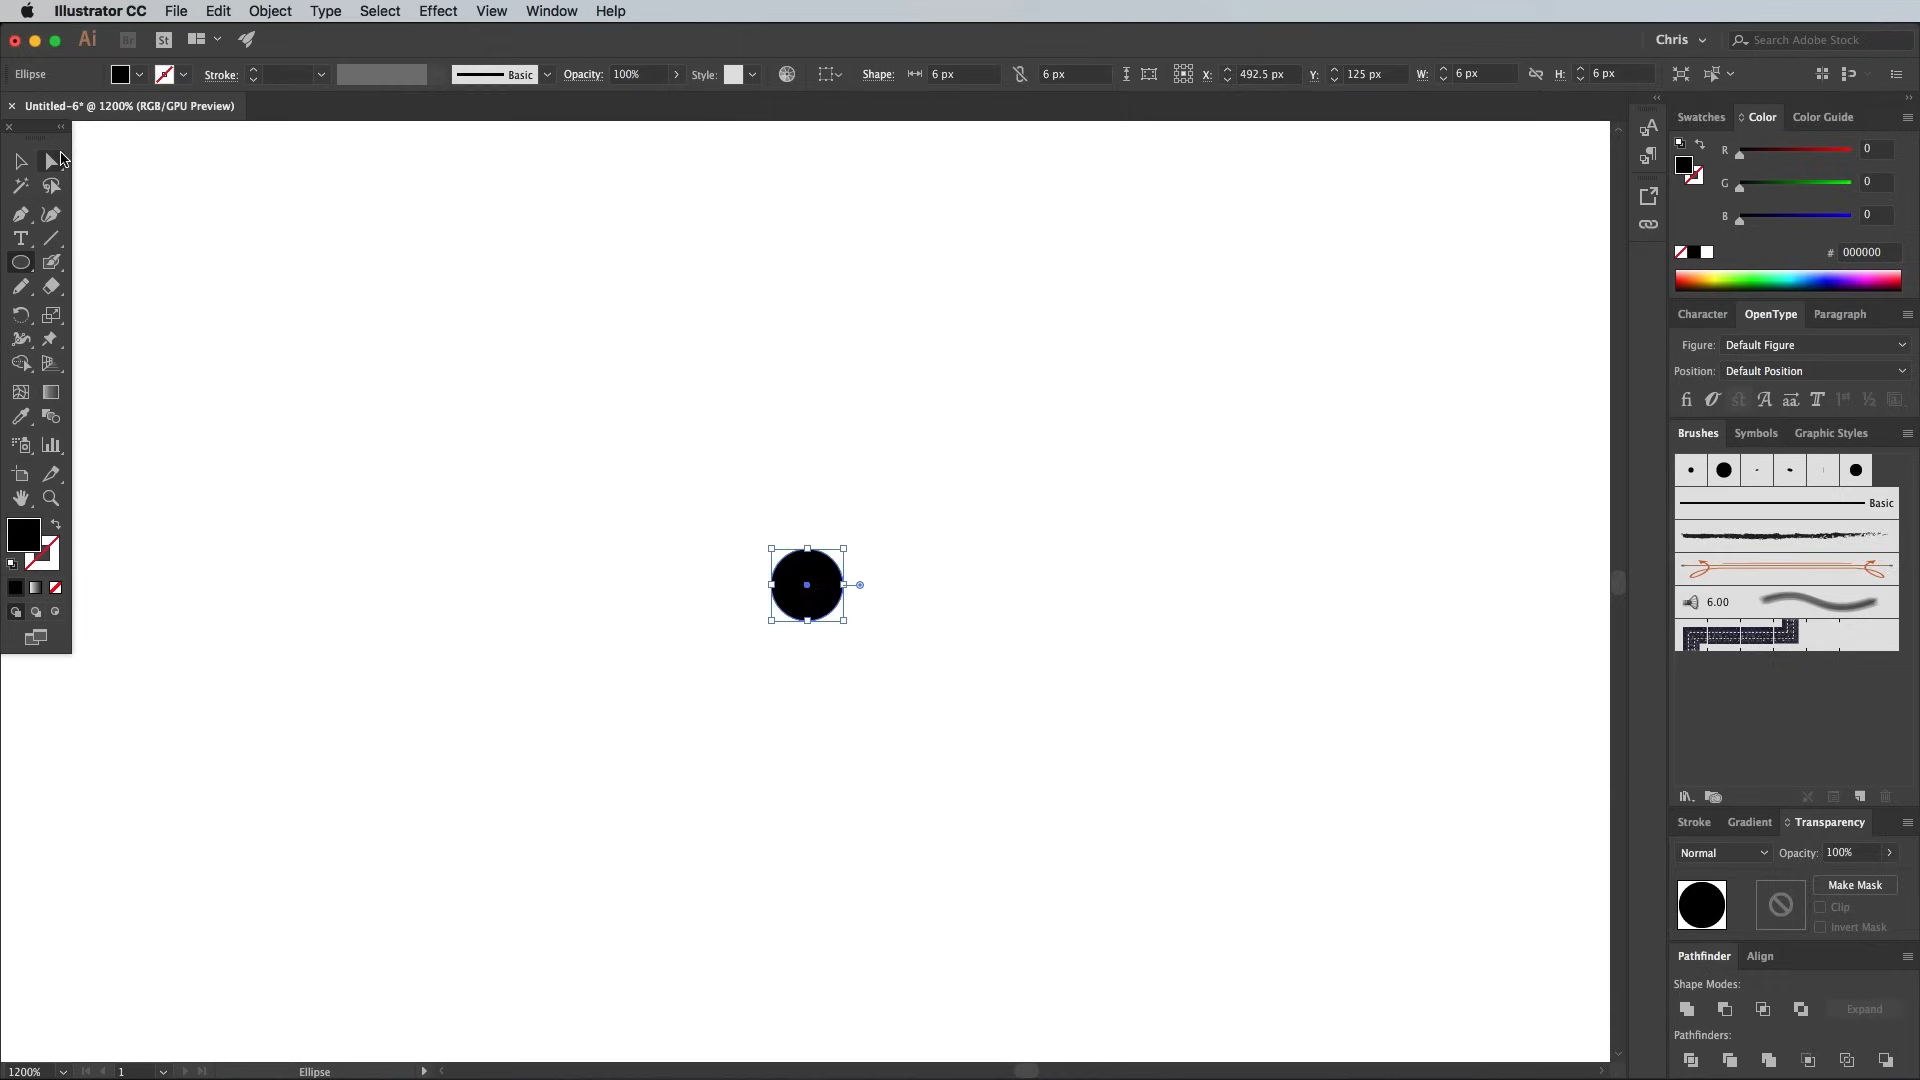 Illustrator CC File Edit Object Type Select Effect View Window Help
Ai Br St Chris Search Adobe Stock
Ellipse Stroke: Basic Opacity: 100% Style: Shape: 6 px 6 px X: 492.5 px Y: 125 px W: 6 px H: 6 px
× Untitled-6* @ 1200% (RGB/GPU Preview)
Swatches Color Color Guide
R 0
G 0
B 0
# 000000
Character OpenType Paragraph
Figure: Default Figure
Position: Default Position
Brushes Symbols Graphic Styles
Basic
6.00
Stroke Gradient Transparency
Normal Opacity: 100%
Make Mask
Clip
Invert Mask
Pathfinder Align
Shape Modes:
Expand
Pathfinders:
1200% 1 Ellipse